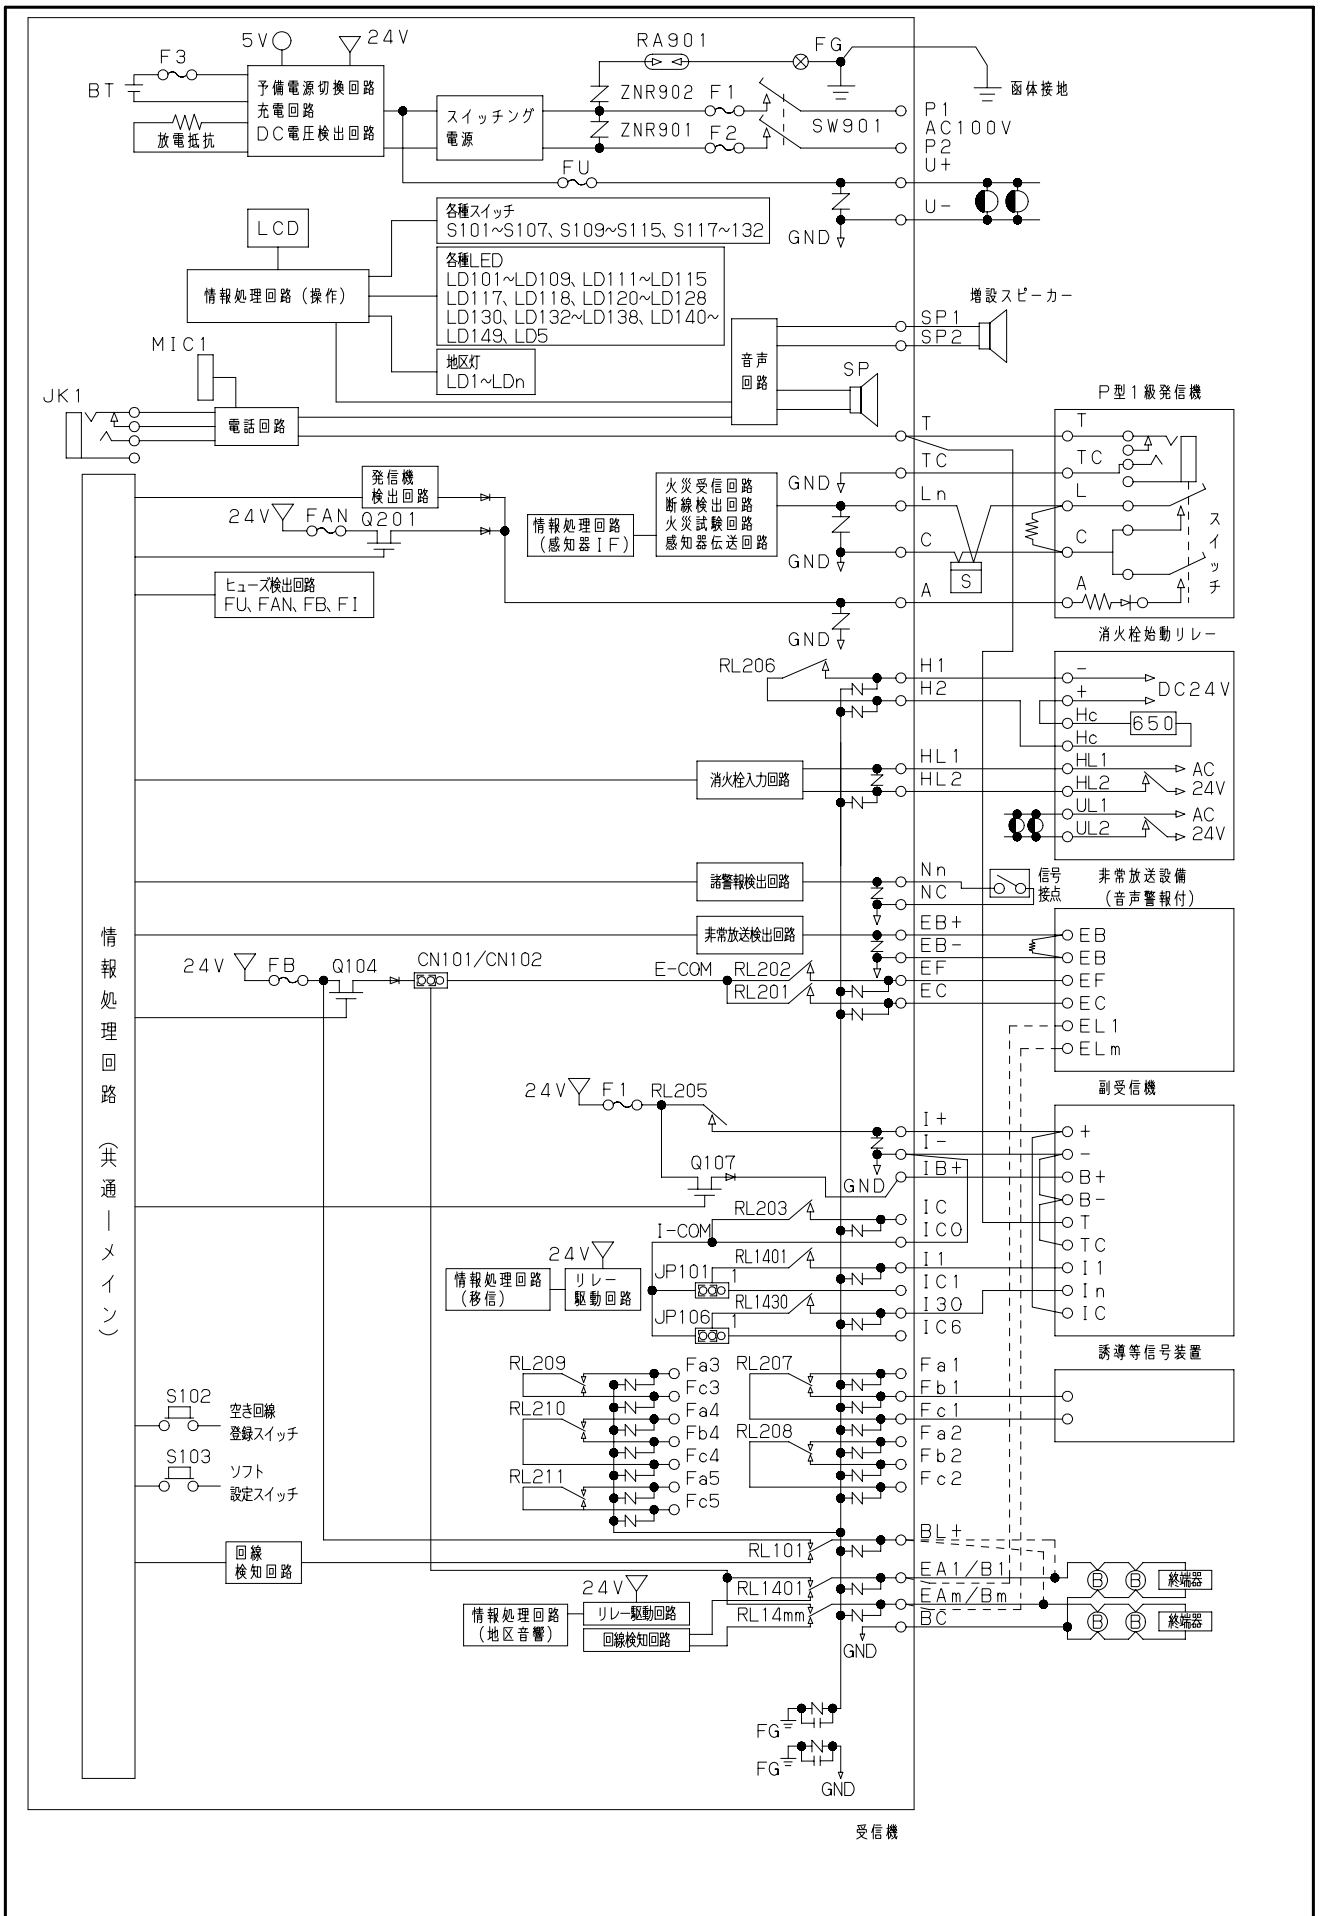 5V
24V
RA901
FG
F3
BT
予備電源切換回路
充電回路
DC電圧検出回路
放電抵抗
スイッチング
電源
ZNR902
F1
ZNR901
F2
SW901
函体接地
P1
AC100V
P2
U+
FU
U-
GND
LCD
各種スイッチ
S101~S107、S109~S115、S117~132
情報処理回路（操作）
各種LED
LD101~LD109、LD111~LD115
LD117、LD118、LD120~LD128
LD130、LD132~LD138、LD140~
LD149、LD5
地区灯
LD1~LDn
増設スピーカー
SP1
SP2
音声
回路
SP
MIC1
JK1
電話回路
P型1級発信機
T
T
TC
TC
GND
発信機
検出回路
24V
FAN
Q201
情報処理回路
（感知器IF）
火災受信回路
断線検出回路
火災試験回路
感知器伝送回路
Ln
L
C
C
GND
S
スイッチ
ヒューズ検出回路
FU、FAN、FB、FI
A
A
GND
消火栓始動リレー
RL206
H1
H2
-
+
DC24V
Hc
650
Hc
消火栓入力回路
HL1
HL2
HL1
AC
HL2
24V
UL1
AC
UL2
24V
諸警報検出回路
Nn
NC
信号
接点
非常放送設備
（音声警報付）
非常放送検出回路
EB+
EB-
EB
EB
24V
FB
Q104
CN101/CN102
E-COM
RL202
EF
EF
RL201
EC
EC
EL1
ELm
情報処理回路（共通ーメイン）
副受信機
24V
F1
RL205
I+
+
I-
-
GND
Q107
IB+
B+
B-
RL203
IC
T
I-COM
ICO
TC
24V
情報処理回路
（移信）
リレー
駆動回路
JP101
1
RL1401
I1
I1
IC1
In
JP106
1
RL1430
I30
IC
IC6
誘導等信号装置
RL209
Fa3
Fc3
RL207
Fa1
Fb1
RL210
Fa4
Fb4
Fc1
RL208
Fa2
Fc4
Fb2
RL211
Fa5
Fc5
Fc2
S102
空き回線
登録スイッチ
S103
ソフト
設定スイッチ
BL+
回線
検知回路
RL101
EA1/B1
B
B
終端器
24V
RL1401
情報処理回路
（地区音響）
リレー駆動回路
回線検知回路
RL14mm
EAm/Bm
BC
B
B
終端器
GND
FG
FG
GND
受信機